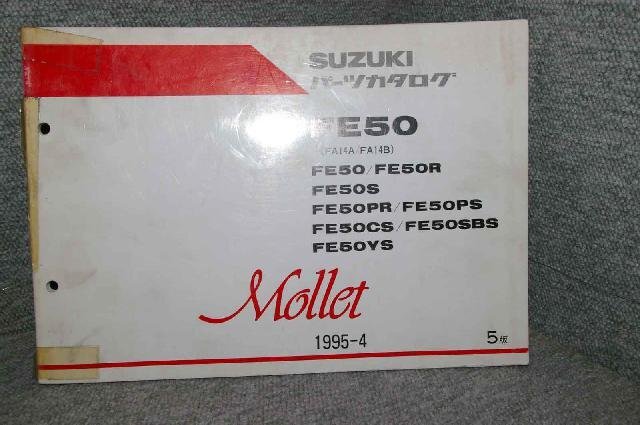 SUZUKI
パーツカタログ
FE50
(FA14A/FA14B)
FE50/FE50R
FE50S
FE50PR/FE50PS
FE50CS/FE50SBS
FE50YS
Mollet
1995-4
5版